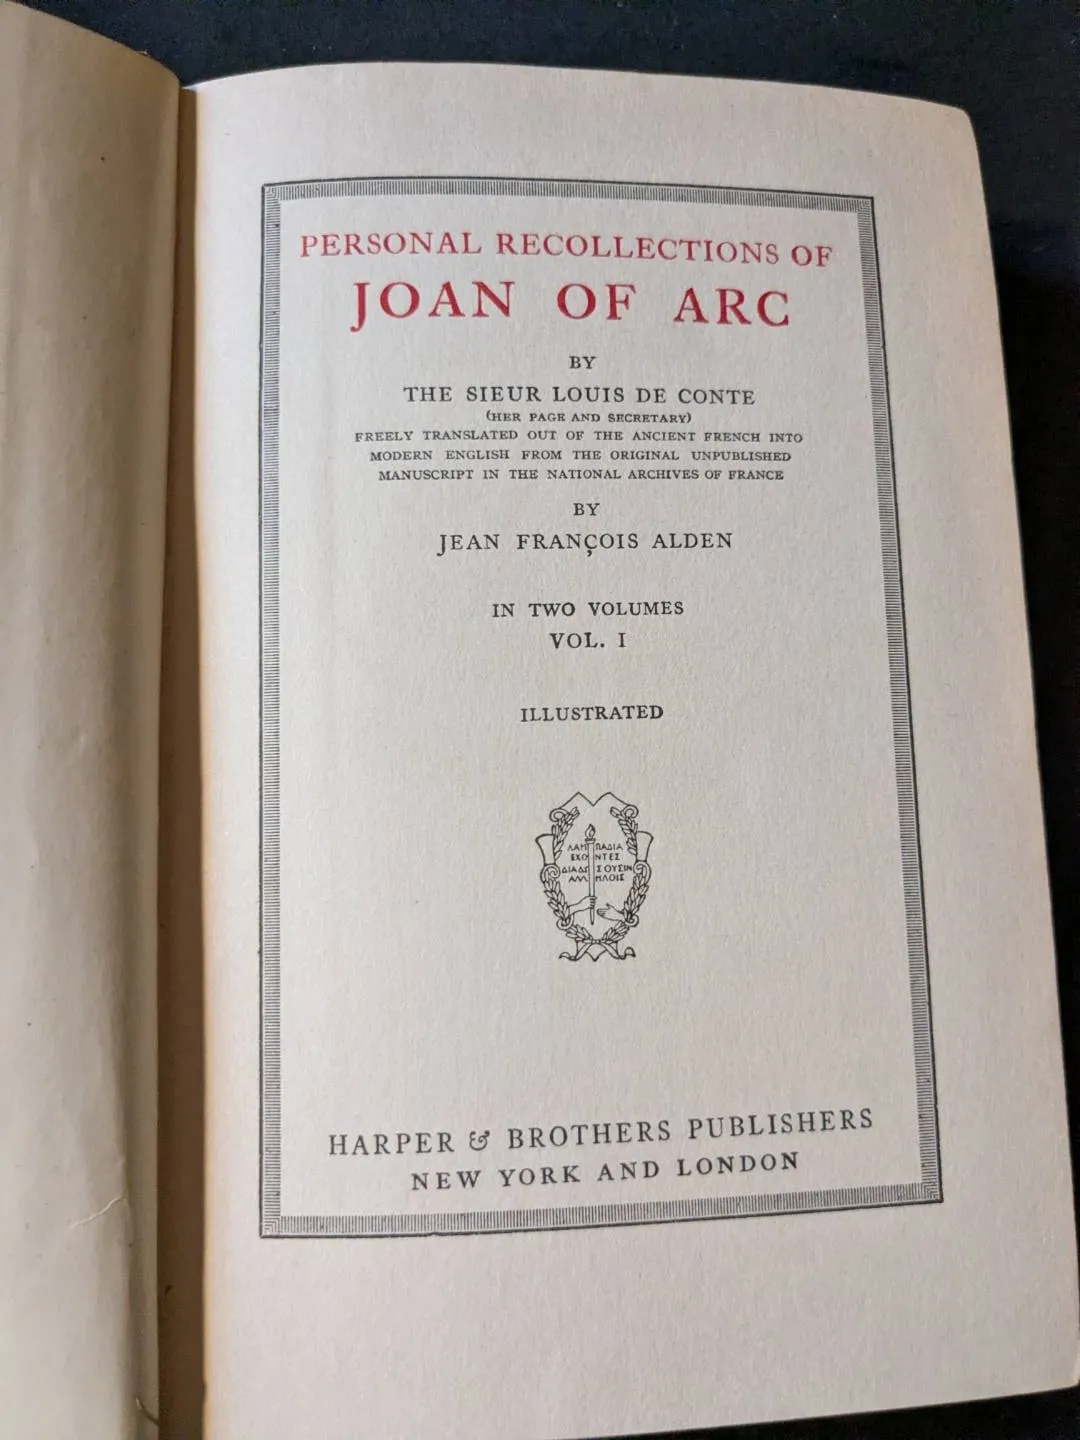 PERSONAL RECOLLECTIONS OF
JOAN OF ARC
BY
THE SIEUR LOUIS DE CONTE
(HER PAGE AND SECRETARY)
FREELY TRANSLATED OUT OF THE ANCIENT FRENCH INTO
MODERN ENGLISH FROM THE ORIGINAL UNPUBLISHED
MANUSCRIPT IN THE NATIONAL ARCHIVES OF FRANCE
BY
JEAN FRANÇOIS ALDEN
IN TWO VOLUMES
VOL. I
ILLUSTRATED
ΛΑΜΠΑΔΙΑ
ΕΧΟΝΤΕΣ
ΔΙΑΔΩΣΟΥΣΙΝ
ΑΛΛΗΛΟΙΣ
HARPER & BROTHERS PUBLISHERS
NEW YORK AND LONDON